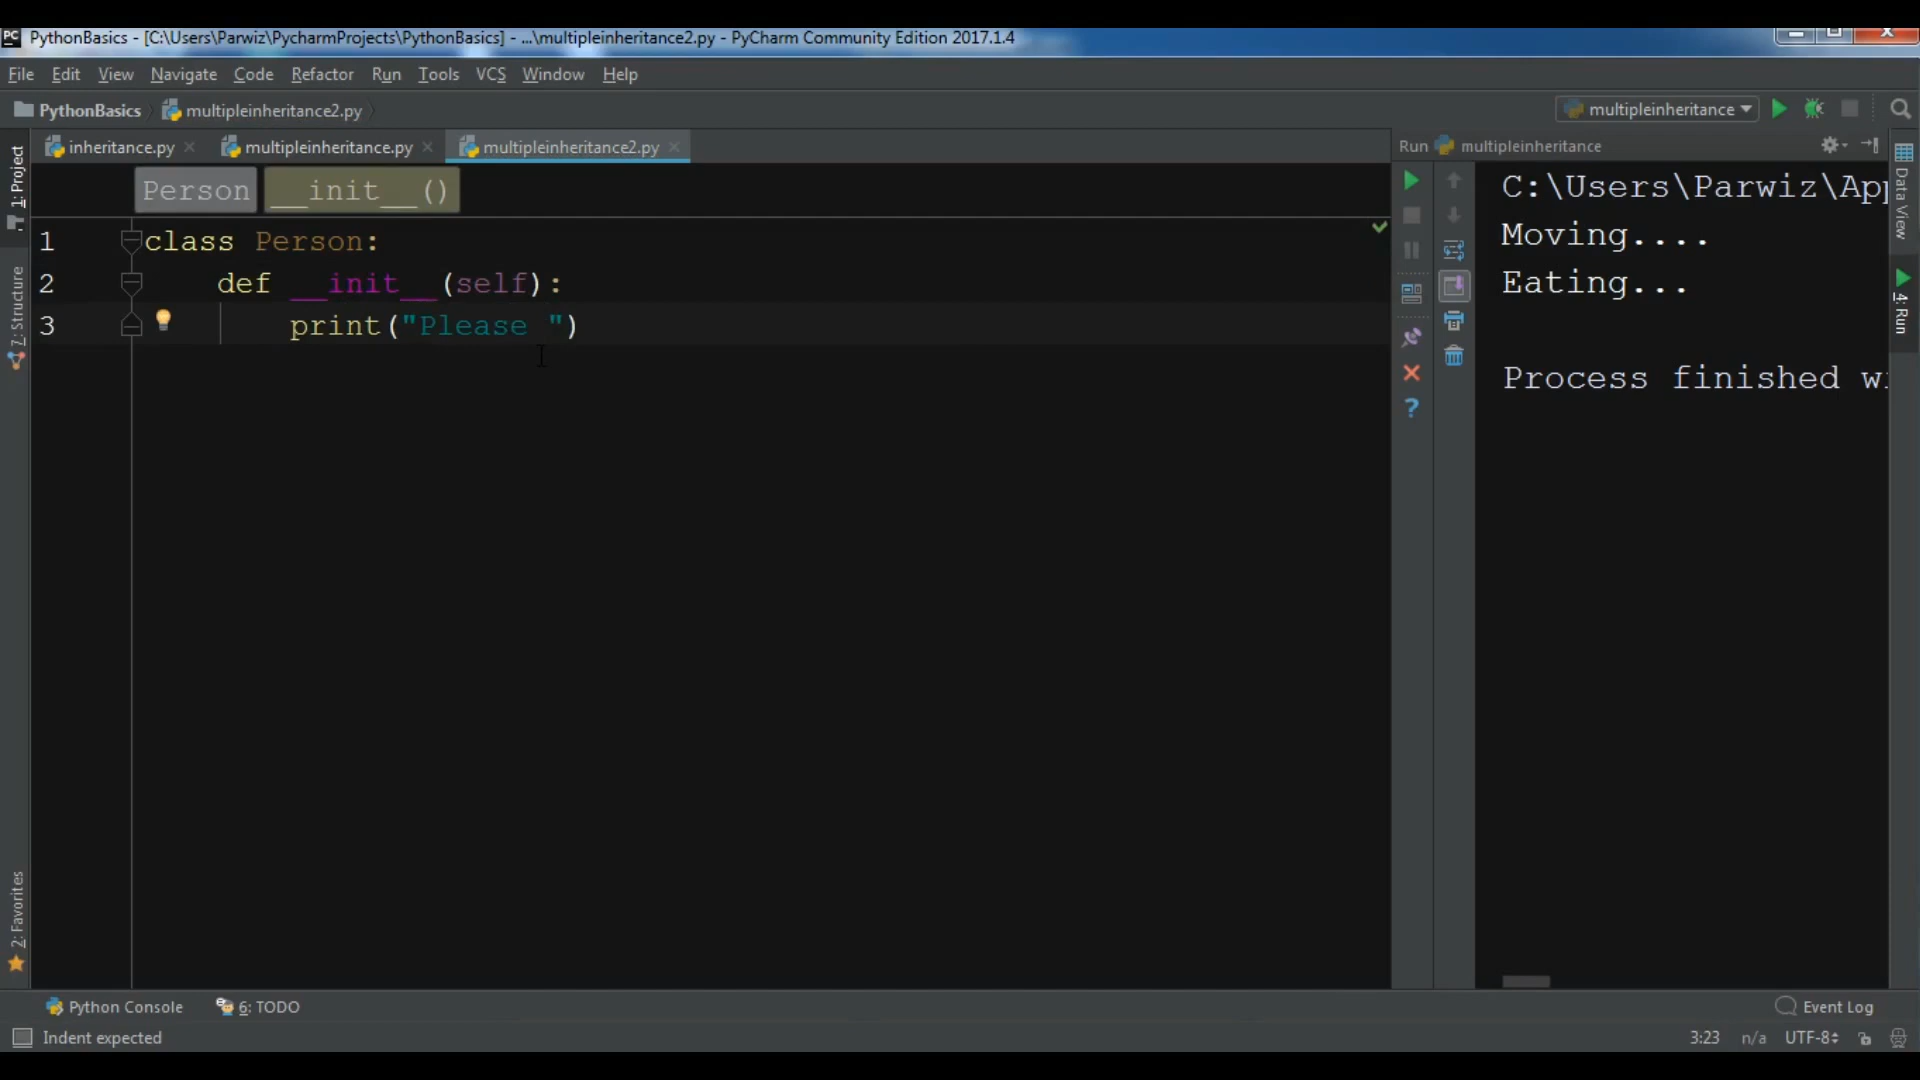 PythonBasics - [C:\Users\Parwiz\PycharmProjects\PythonBasics] - ...\multipleinheritance2.py - PyCharm Community Edition 2017.1.4
File Edit View Navigate Code Refactor Run Tools VCS Window Help
PythonBasics multipleinheritance2.py multipleinheritance
inheritance.py multipleinheritance.py multipleinheritance2.py
Run multipleinheritance
Person __init__()
1 class Person:
2 def __init__(self):
3 print("Please ")
C:\Users\Parwiz\App
Moving....
Eating...
Process finished wi
1: Project
7: Structure
2: Favorites
Data View
4: Run
Python Console 6: TODO Event Log
Indent expected 3:23 n/a UTF-8